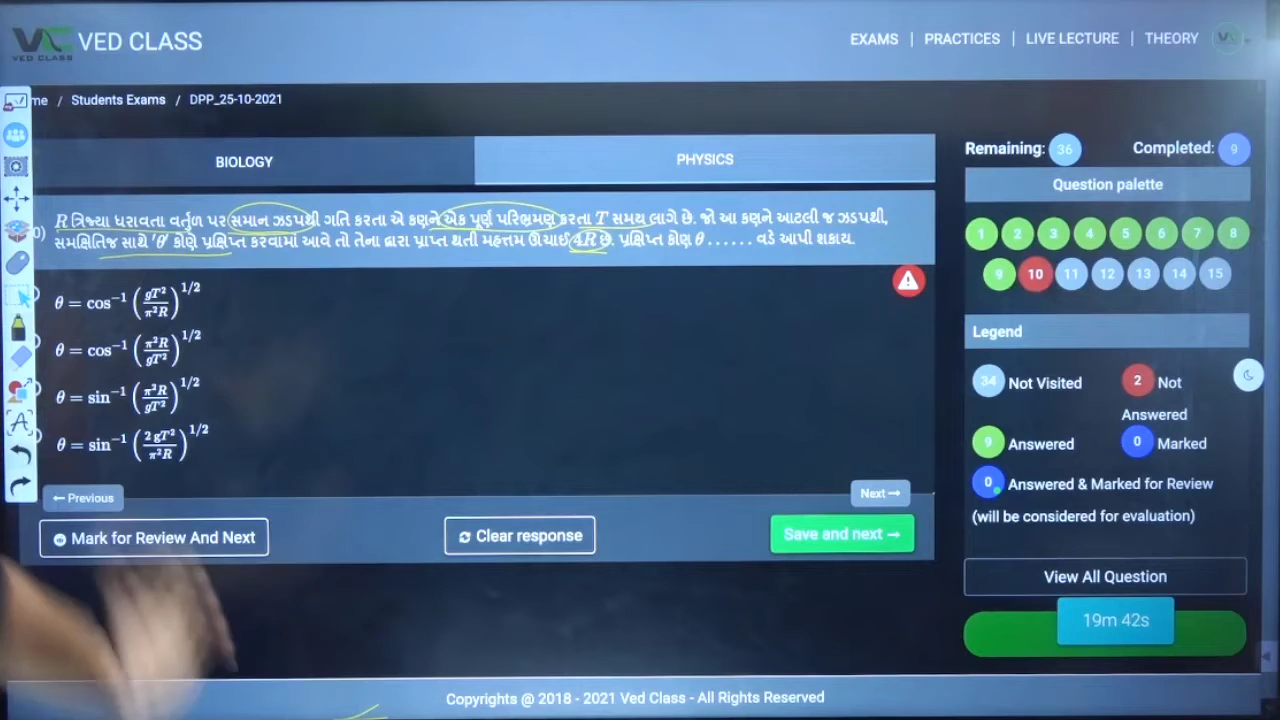 VED CLASS
VED CLASS
EXAMS | PRACTICES | LIVE LECTURE | THEORY
me / Students Exams / DPP_25-10-2021
BIOLOGY
PHYSICS
R ત્રિજ્યા ધરાવતા વર્તુળ પર સમાન ઝડપથી ગતિ કરતા એ કણને એક પૂર્ણ પરિભ્રમણ કરતા T સમય લાગે છે. જો આ કણને આટલી જ ઝડપથી,
0) સમક્ષિતિજ સાથે 'θ' કોણે પ્રક્ષિપ્ત કરવામાં આવે તો તેના દ્વારા પ્રાપ્ત થતી મહત્તમ ઊંચાઈ 4R છે. પ્રક્ષિપ્ત કોણ θ ...... વડે આપી શકાય.
θ = cos⁻¹ (gT²/π²R)^1/2
θ = cos⁻¹ (π²R/gT²)^1/2
θ = sin⁻¹ (π²R/gT²)^1/2
θ = sin⁻¹ (2 gT²/π²R)^1/2
← Previous
Next →
Mark for Review And Next
Clear response
Save and next →
Remaining: 36 Completed: 9
Question palette
1 2 3 4 5 6 7 8
9 10 11 12 13 14 15
Legend
34 Not Visited
2 Not Answered
9 Answered
0 Marked
0 Answered & Marked for Review
(will be considered for evaluation)
View All Question
19m 42s
Copyrights @ 2018 - 2021 Ved Class - All Rights Reserved